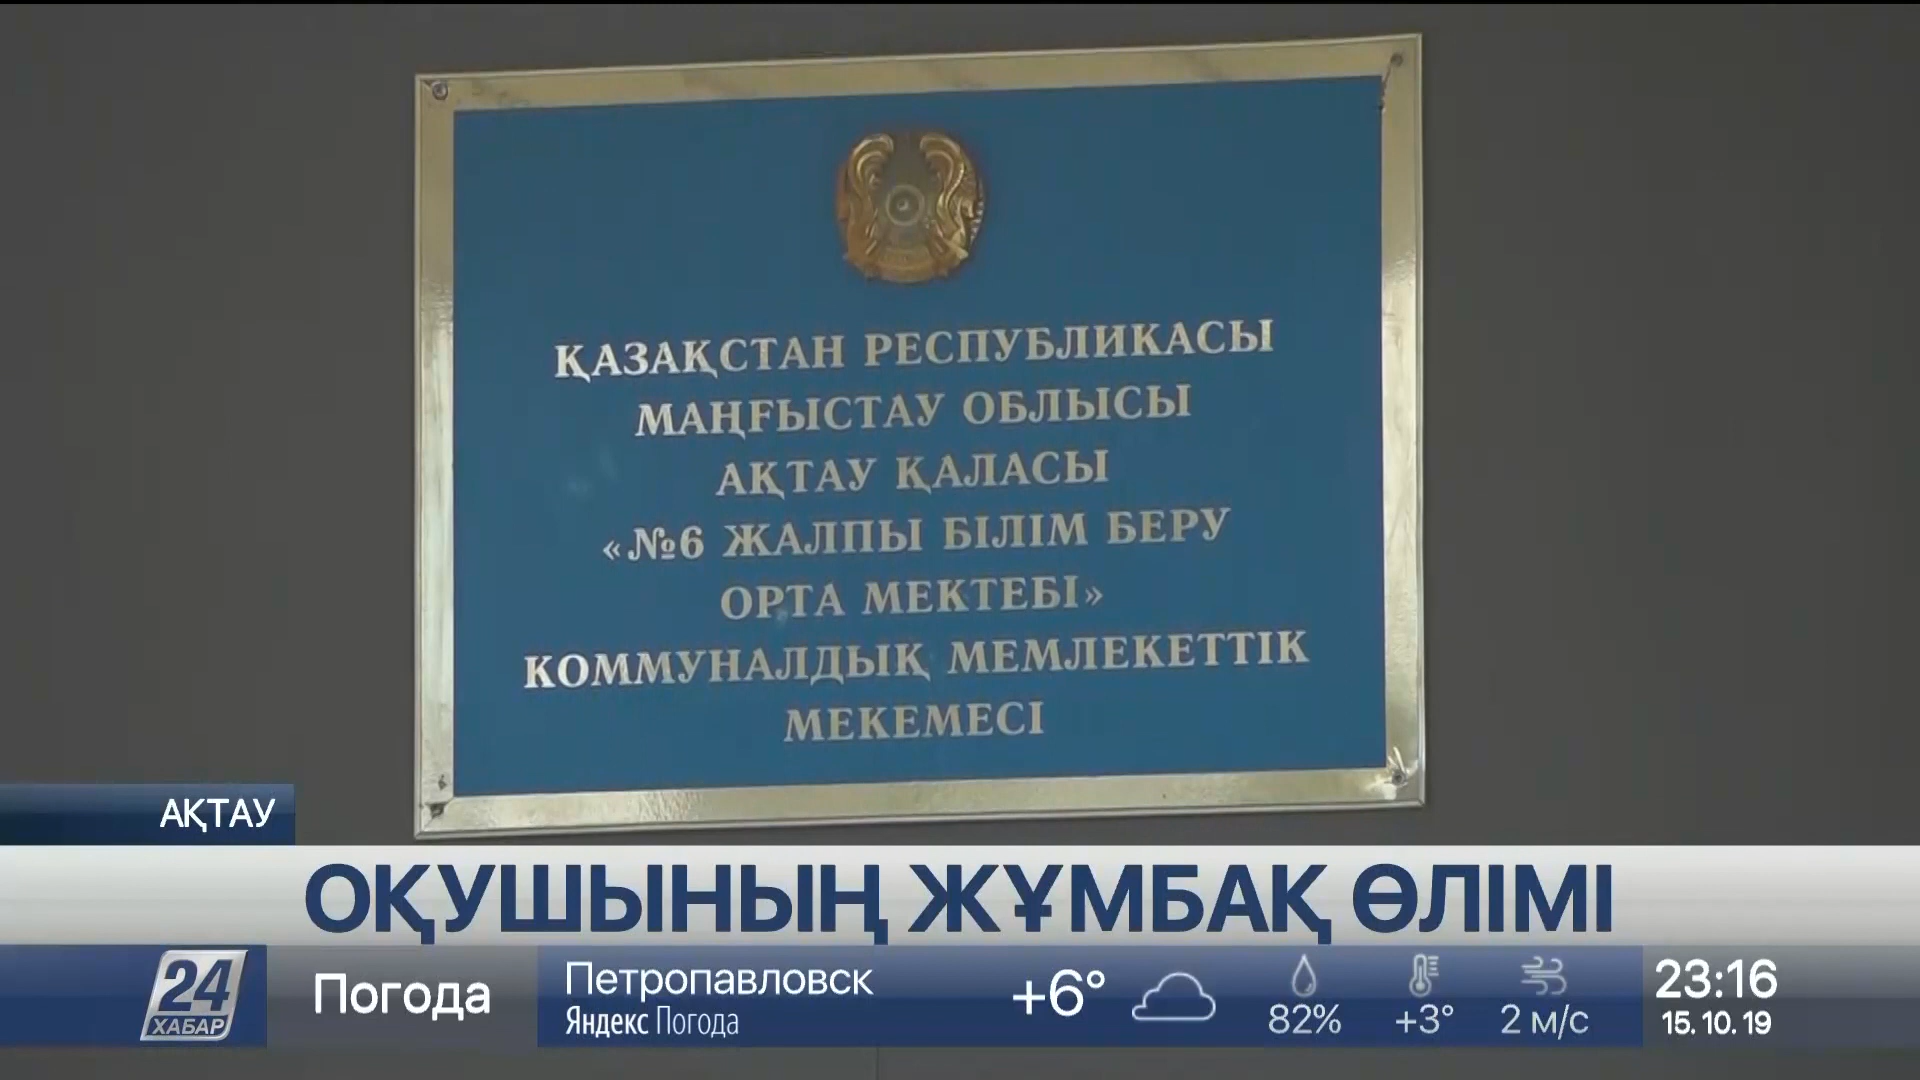 ҚАЗАҚСТАН РЕСПУБЛИКАСЫ
МАҢҒЫСТАУ ОБЛЫСЫ
АҚТАУ ҚАЛАСЫ
«№6 ЖАЛПЫ БІЛІМ БЕРУ
ОРТА МЕКТЕБІ»
КОММУНАЛДЫҚ МЕМЛЕКЕТТІК
МЕКЕМЕСІ
АҚТАУ
ОҚУШЫНЫҢ ЖҰМБАҚ ӨЛІМІ
24
ХАБАР
Погода
Петропавловск
Яндекс Погода
+6°
82%
+3°
2 м/с
23:16
15.10.19